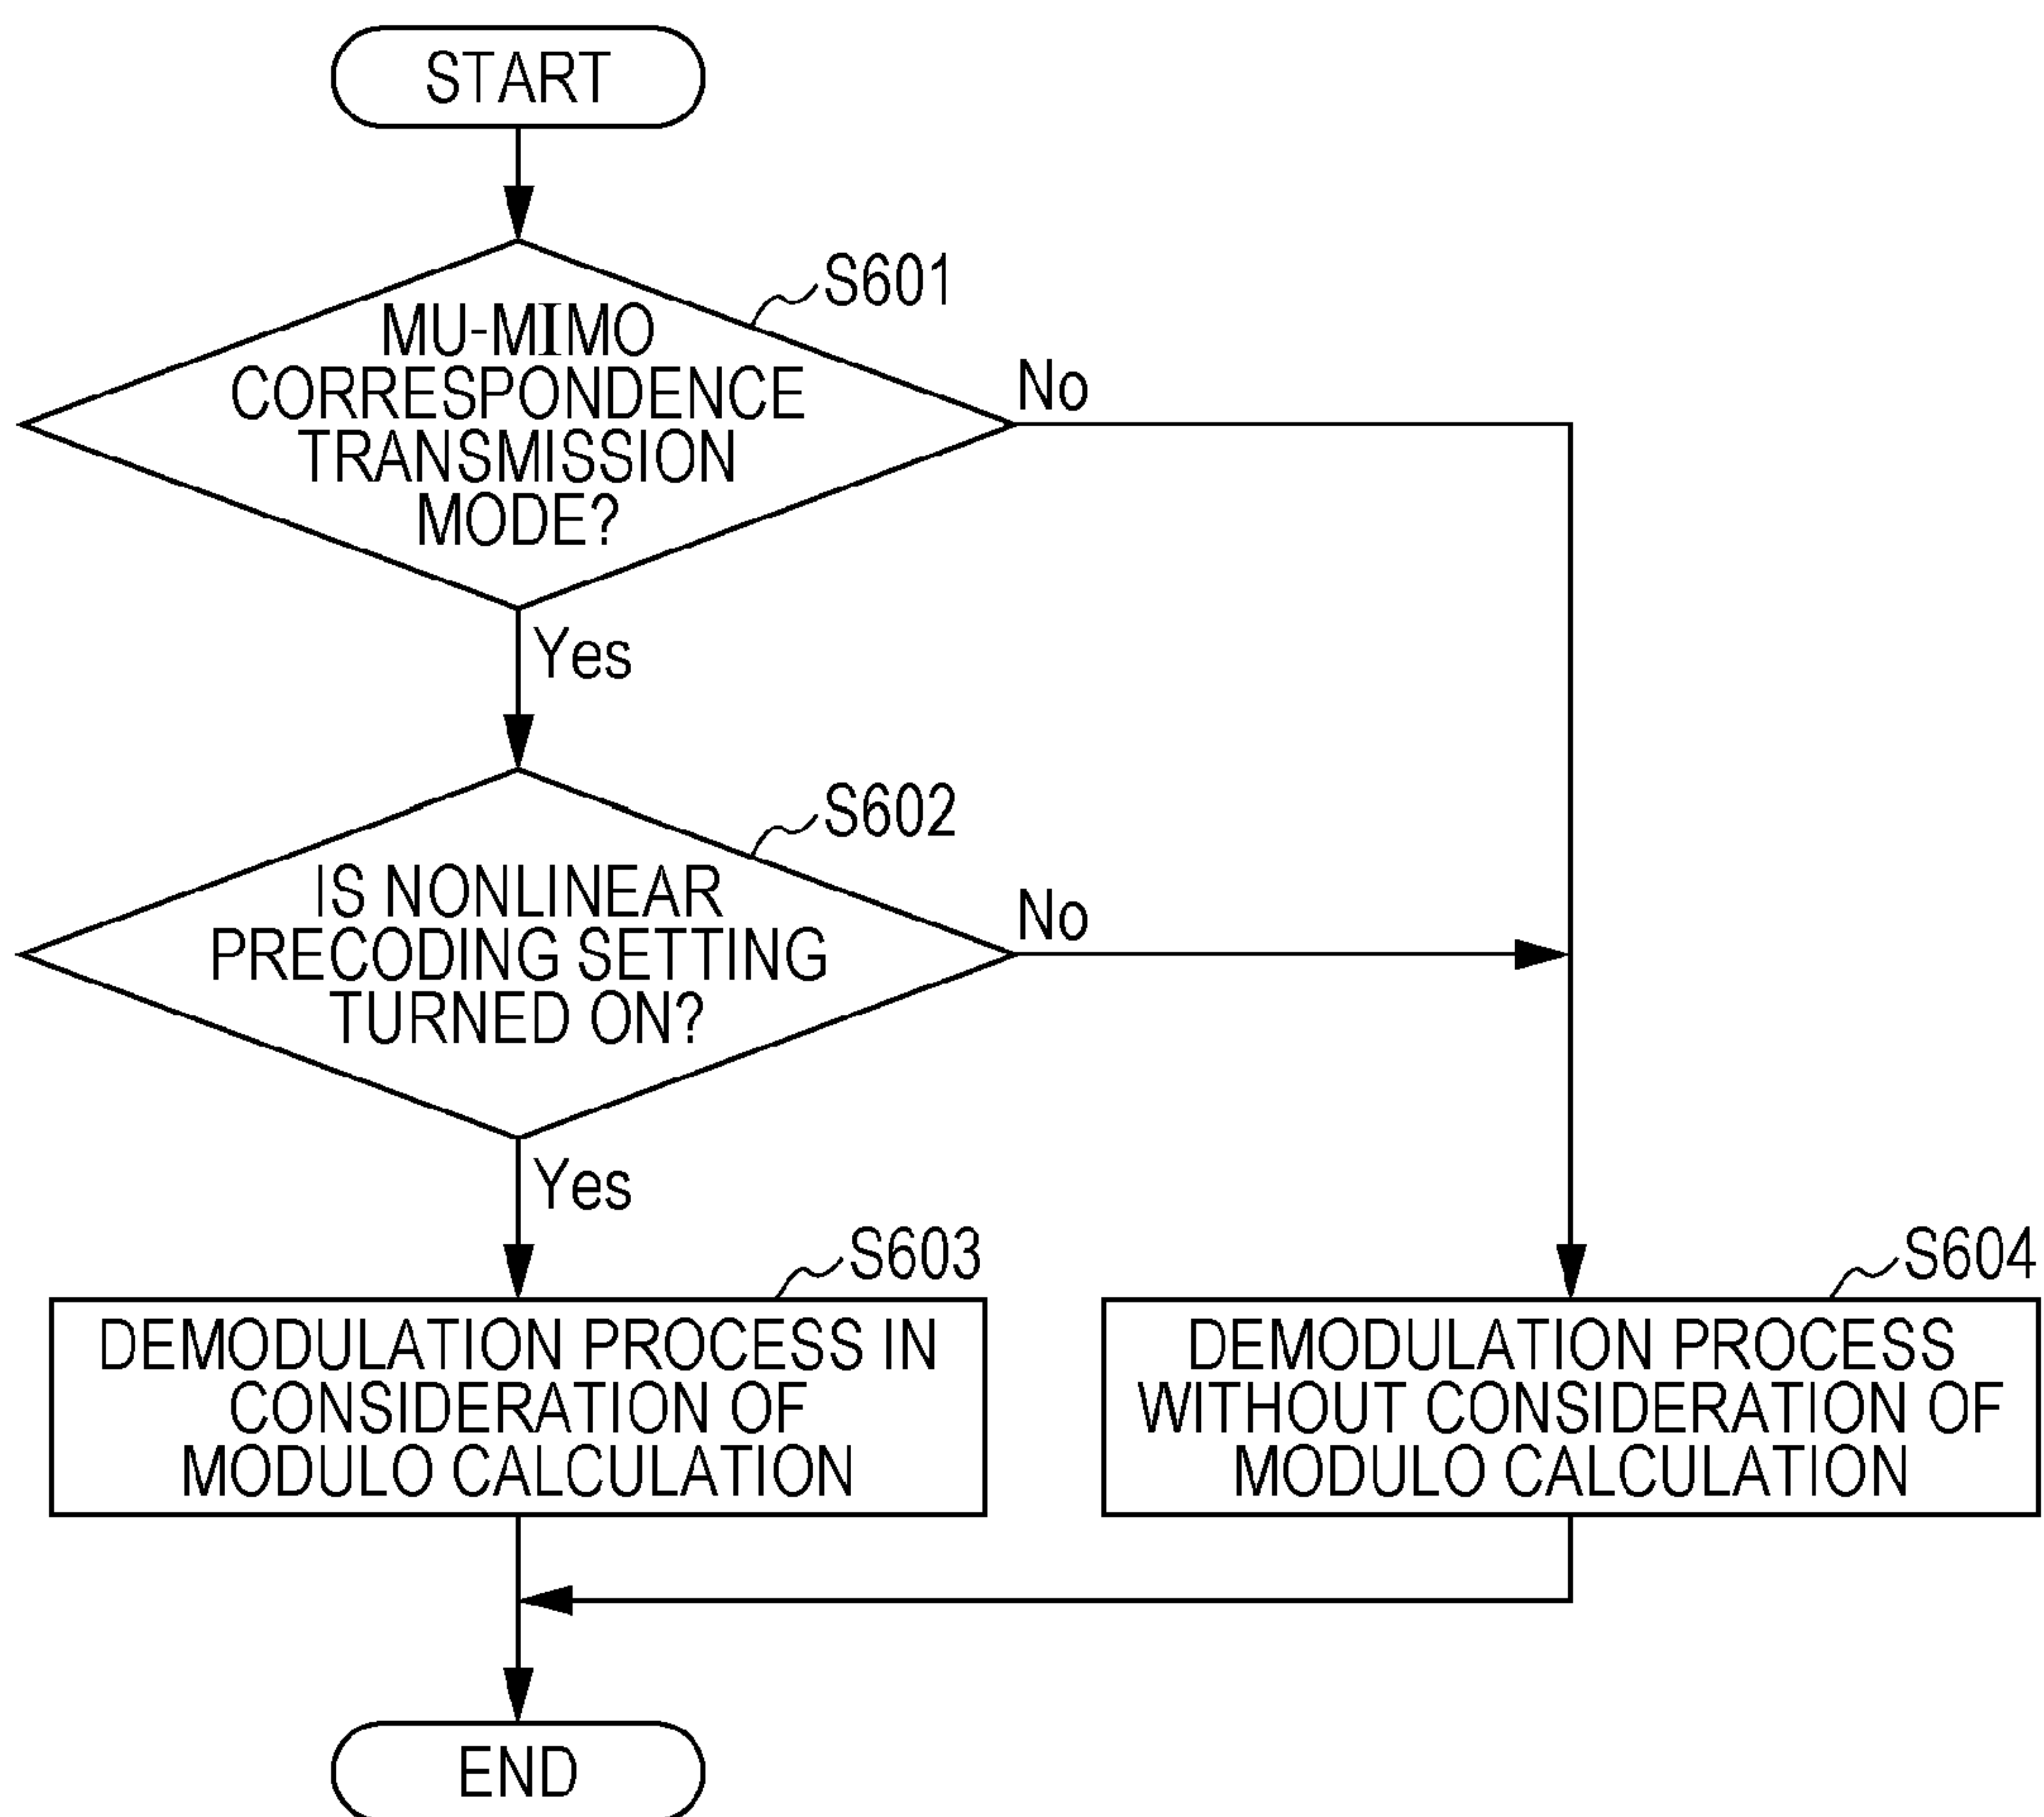 START
S601
MU-MIMO
CORRESPONDENCE
TRANSMISSION
MODE?
No
Yes
S602
IS NONLINEAR
PRECODING SETTING
TURNED ON?
No
Yes
S603
DEMODULATION PROCESS IN
CONSIDERATION OF
MODULO CALCULATION
S604
DEMODULATION PROCESS
WITHOUT CONSIDERATION OF
MODULO CALCULATION
END